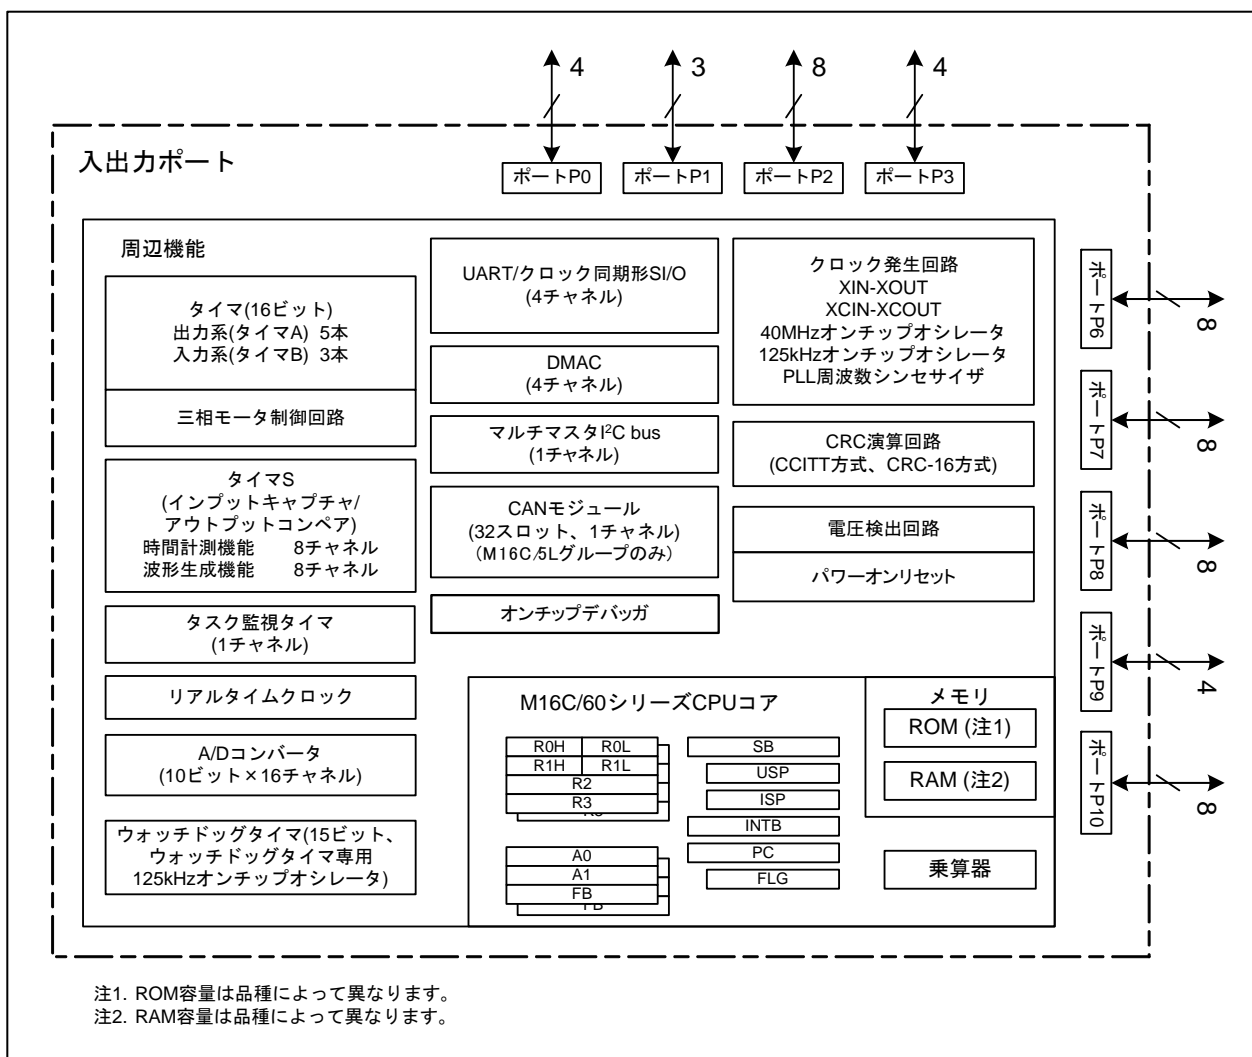 4
3
8
4
入出力ポート
ポートP0
ポートP1
ポートP2
ポートP3
周辺機能
タイマ(16ビット)
出力系(タイマA) 5本
入力系(タイマB) 3本
三相モータ制御回路
タイマS
(インプットキャプチャ/
アウトプットコンペア)
時間計測機能 8チャネル
波形生成機能 8チャネル
タスク監視タイマ
(1チャネル)
リアルタイムクロック
A/Dコンバータ
(10ビット×16チャネル)
ウォッチドッグタイマ(15ビット、
ウォッチドッグタイマ専用
125kHzオンチップオシレータ)
UART/クロック同期形SI/O
(4チャネル)
DMAC
(4チャネル)
マルチマスタI²C bus
(1チャネル)
CANモジュール
(32スロット、1チャネル)
(M16C/5Lグループのみ)
オンチップデバッガ
クロック発生回路
XIN-XOUT
XCIN-XCOUT
40MHzオンチップオシレータ
125kHzオンチップオシレータ
PLL周波数シンセサイザ
CRC演算回路
(CCITT方式、CRC-16方式)
電圧検出回路
パワーオンリセット
M16C/60シリーズCPUコア
R0H R0L
R1H R1L
R2
R3
A0
A1
FB
FB
SB
USP
ISP
INTB
PC
FLG
メモリ
ROM (注1)
RAM (注2)
乗算器
ポートP6
8
ポートP7
8
ポートP8
8
ポートP9
4
ポートP10
8
注1. ROM容量は品種によって異なります。
注2. RAM容量は品種によって異なります。